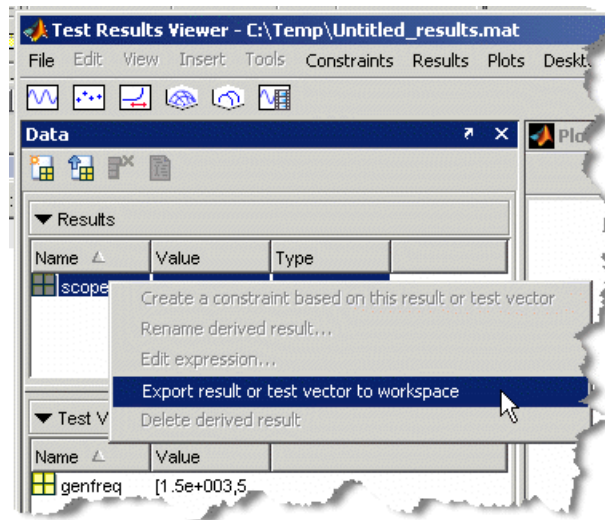 Test Results Viewer - C:\Temp\Untitled_results.mat
File Edit View Insert Tools Constraints Results Plots Deskt
Data
Plo
Results
Name Value Type
scope
Create a constraint based on this result or test vector
Rename derived result...
Edit expression...
Export result or test vector to workspace
Delete derived result
Test V
Name Value
genfreq [1.5e+003,5